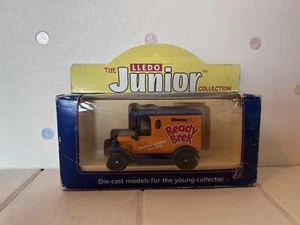 LLEDO
THE Junior COLLECTION
Ready
Brek
Die-cast models for the young collector...